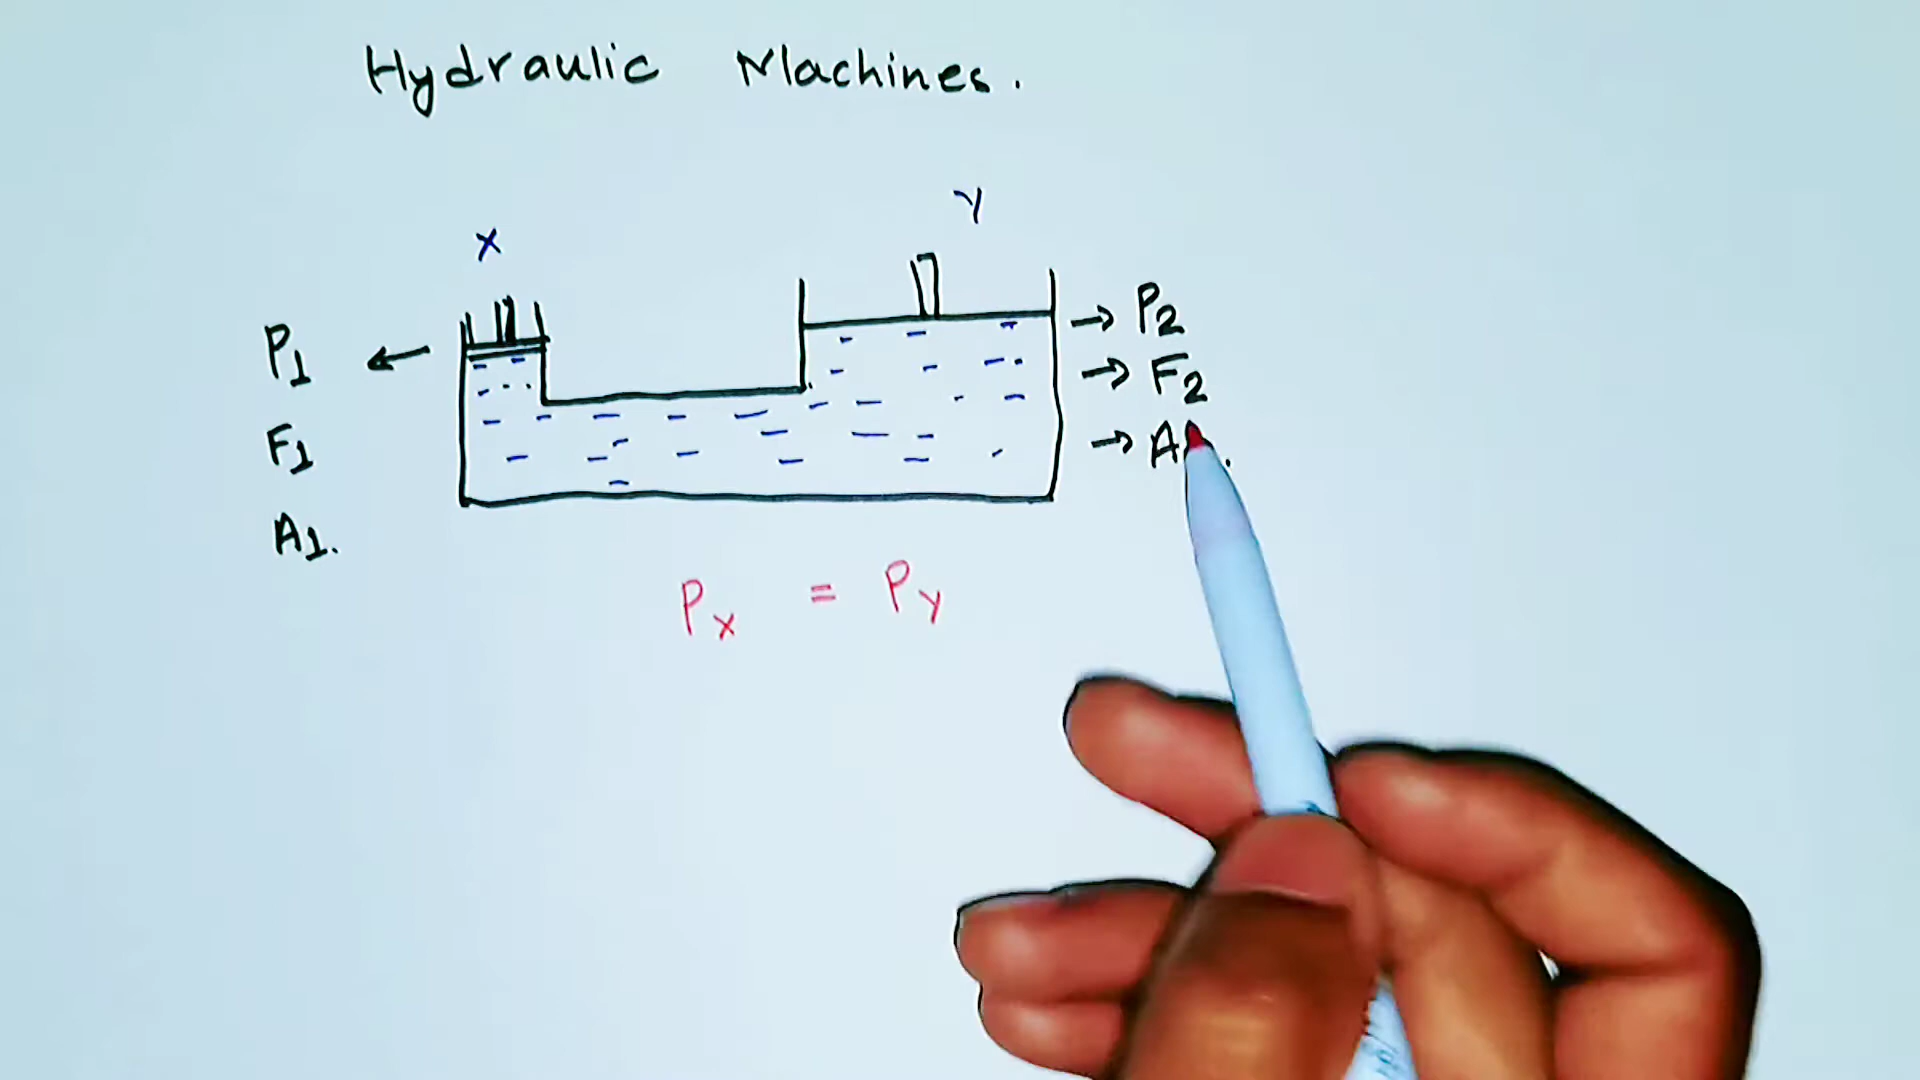 Hydraulic Machines.
X
Y
P1 ←
→ P2
→ F2
F1
→ A
A1.
Px = Py